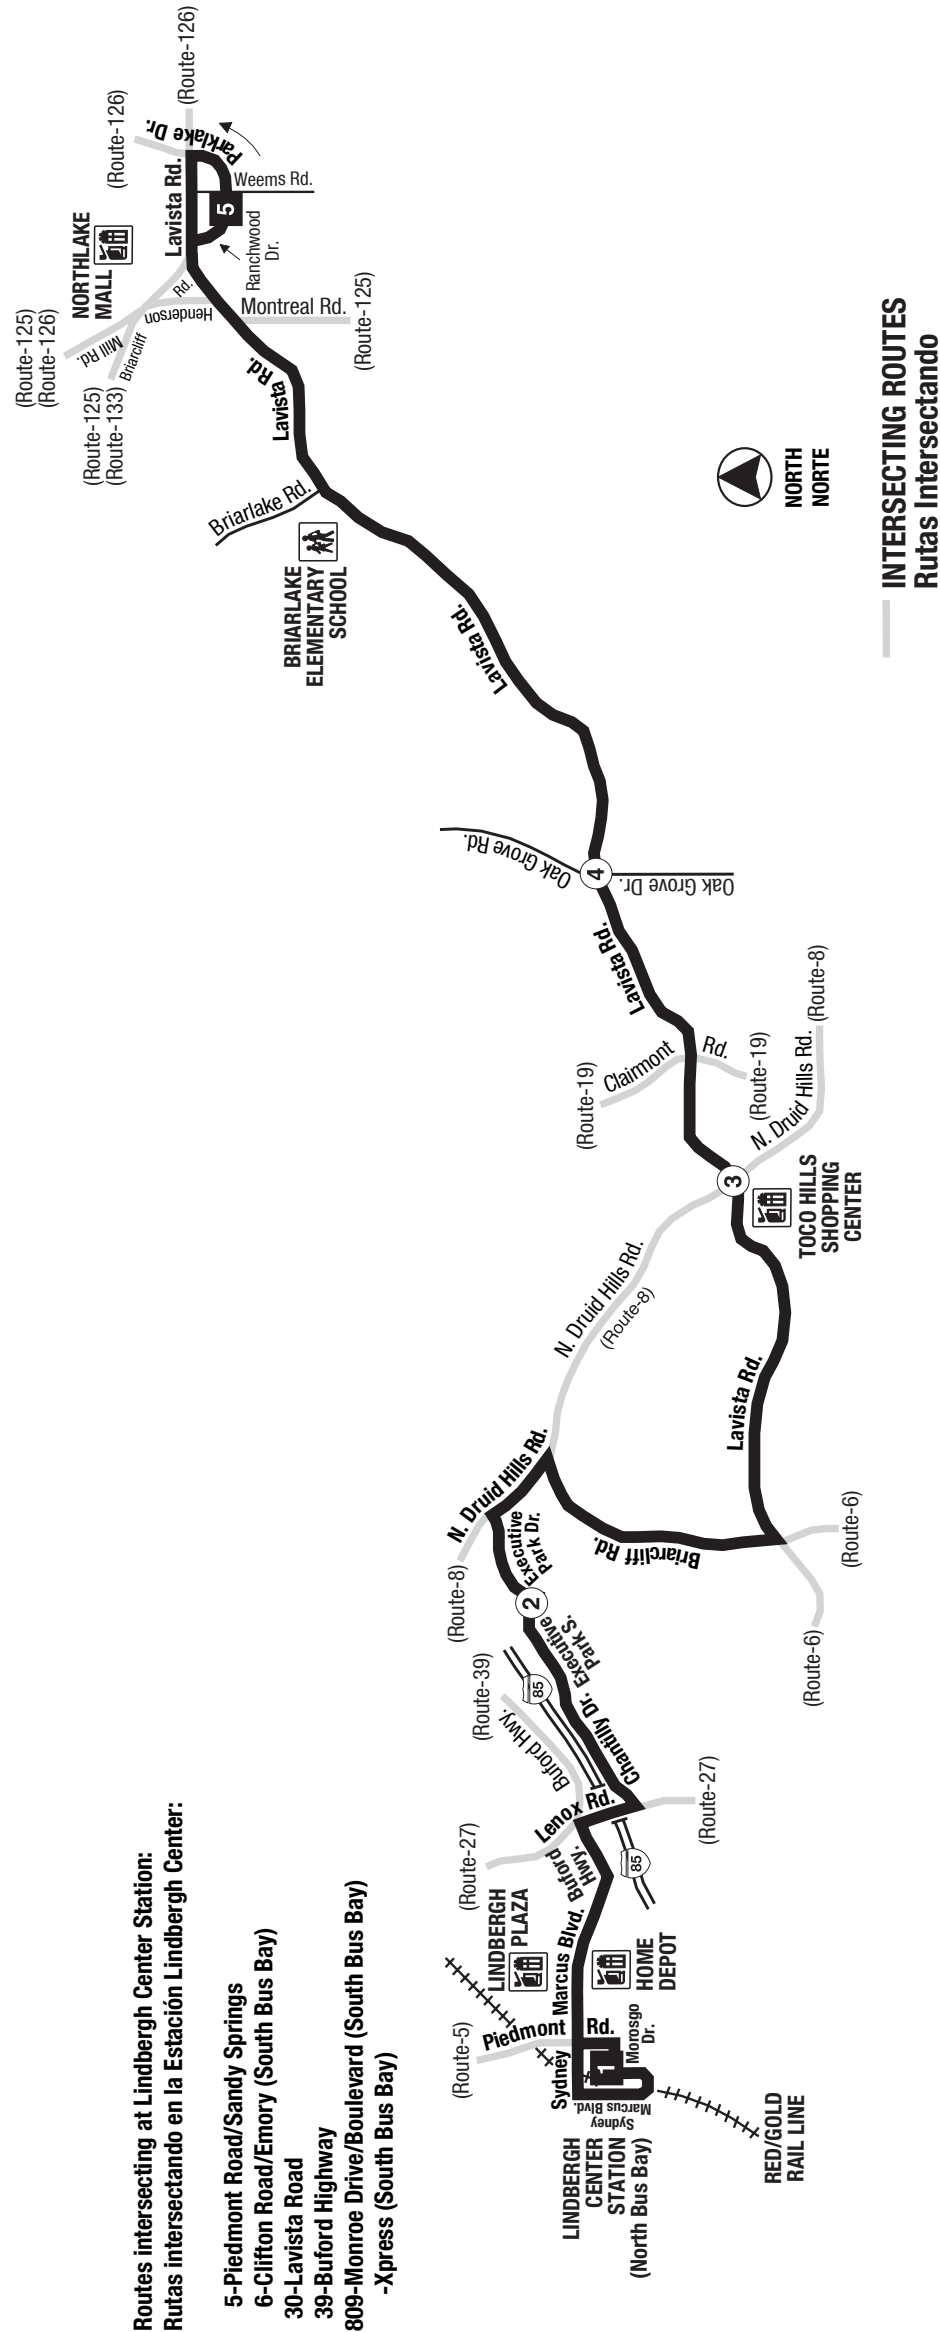 Routes intersecting at Lindbergh Center Station:
Rutas intersectando en la Estación Lindbergh Center:
5-Piedmont Road/Sandy Springs
6-Clifton Road/Emory (South Bus Bay)
30-Lavista Road
39-Buford Highway
809-Monroe Drive/Boulevard (South Bus Bay)
-Xpress (South Bus Bay)
LINDBERGH
CENTER
STATION
(North Bus Bay)
RED/GOLD
RAIL LINE
Sydney
Marcus Blvd.
1
Morosgo
Dr.
Sydney Marcus Blvd.
(Route-5)
Piedmont Rd.
LINDBERGH
PLAZA
HOME
DEPOT
(Route-27)
Buford
Hwy.
85
Lenox Rd.
(Route-27)
Buford Hwy.
(Route-39)
85
Chantilly Dr.
Executive
Park S.
2
Executive
Park Dr.
(Route-8)
N. Druid Hills Rd.
Briarcliff Rd.
(Route-6)
(Route-6)
N. Druid Hills Rd.
(Route-8)
Lavista Rd.
3
TOCO HILLS
SHOPPING
CENTER
N. Druid Hills Rd.
(Route-8)
(Route-19)
Clairmont Rd.
(Route-19)
Lavista Rd.
4
Oak Grove Rd.
Oak Grove Dr.
Lavista Rd.
BRIARLAKE
ELEMENTARY
SCHOOL
Briarlake Rd.
Lavista Rd.
(Route-125)
(Route-133)
Briarcliff
(Route-125)
(Route-126)
Mill Rd.
Henderson
Rd.
Montreal Rd.
(Route-125)
NORTHLAKE
MALL
Lavista Rd.
5
Ranchwood
Dr.
Weems Rd.
Parklake Dr.
(Route-126)
(Route-126)
NORTH
NORTE
INTERSECTING ROUTES
Rutas Intersectando